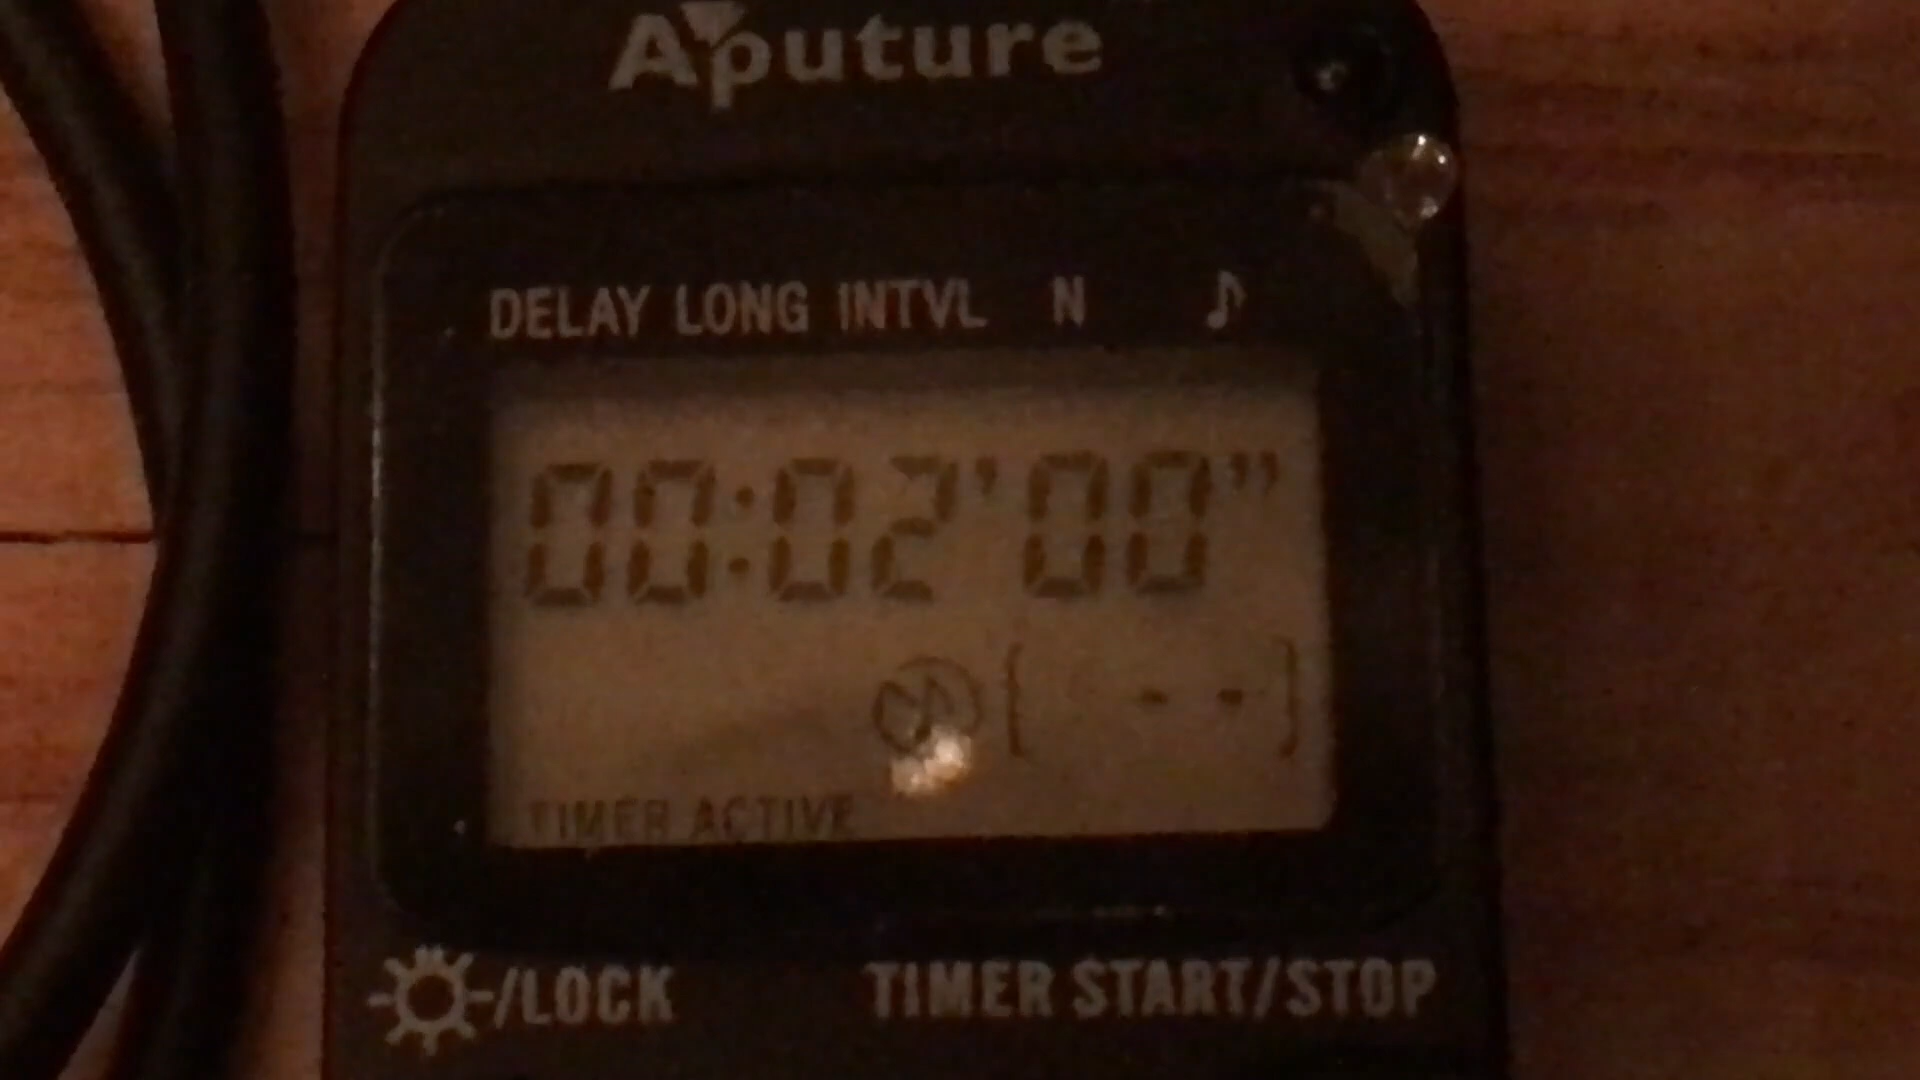 Aputure
DELAY LONG INTVL N ♪
00:02'00"
[ -- ]
TIMER ACTIVE
/LOCK TIMER START/STOP